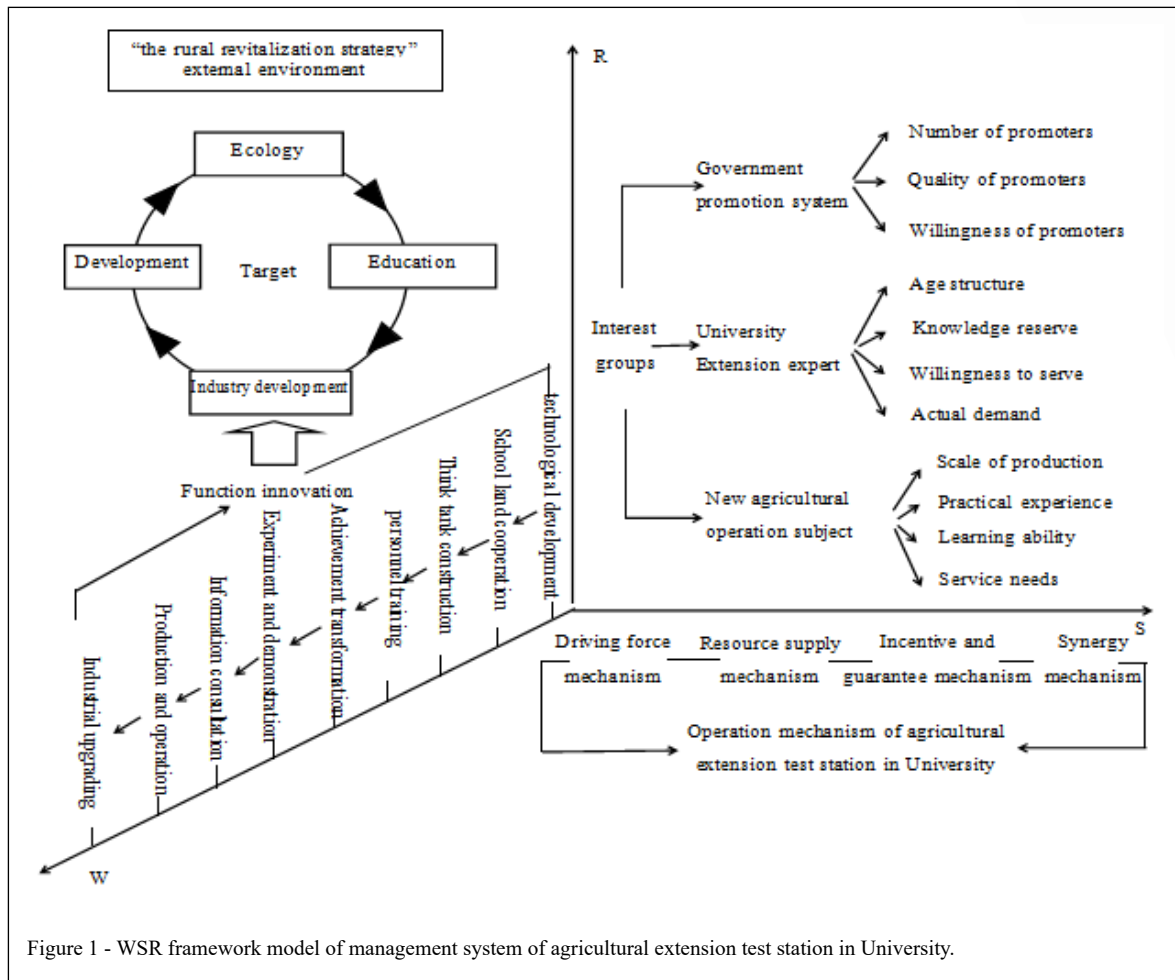 “the rural revitalization strategy”
external environment
Ecology
Development
Target
Education
Industry development
Function innovation
technological development
School land cooperation
Think tank construction
personnel training
Achievement transformation
Experiment and demonstration
Information consultation
Production and operation
Industrial upgrading
W
R
Interest
groups
Government
promotion system
Number of promoters
Quality of promoters
Willingness of promoters
University
Extension expert
Age structure
Knowledge reserve
Willingness to serve
Actual demand
New agricultural
operation subject
Scale of production
Practical experience
Learning ability
Service needs
S
Driving force
mechanism
Resource supply
mechanism
Incentive and
guarantee mechanism
Synergy
mechanism
Operation mechanism of agricultural
extension test station in University
Figure 1 - WSR framework model of management system of agricultural extension test station in University.